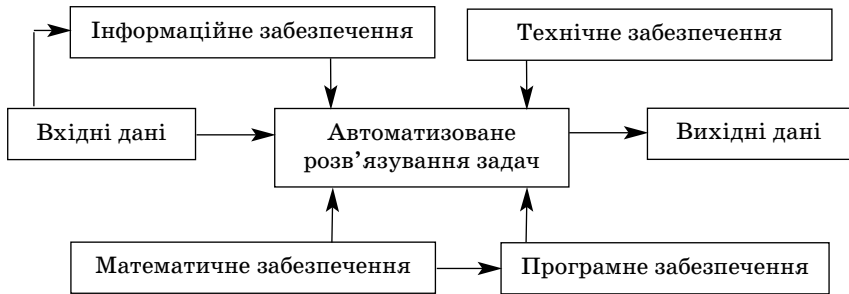 Інформаційне забезпечення
Технічне забезпечення
Вхідні дані
Автоматизоване
розв’язування задач
Вихідні дані
Математичне забезпечення
Програмне забезпечення